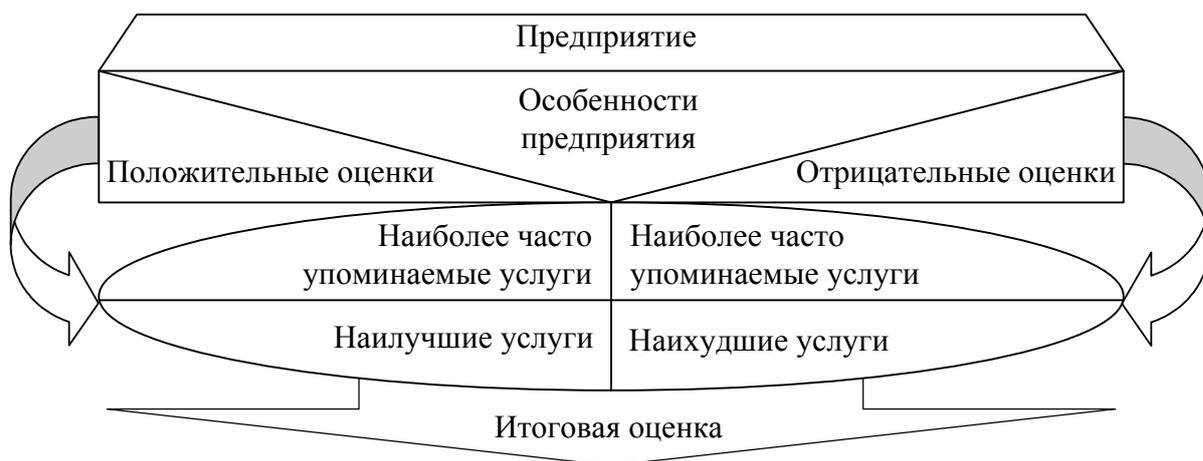 Предприятие
Особенности
предприятия
Положительные оценки
Отрицательные оценки
Наиболее часто
упоминаемые услуги
Наиболее часто
упоминаемые услуги
Наилучшие услуги
Наихудшие услуги
Итоговая оценка